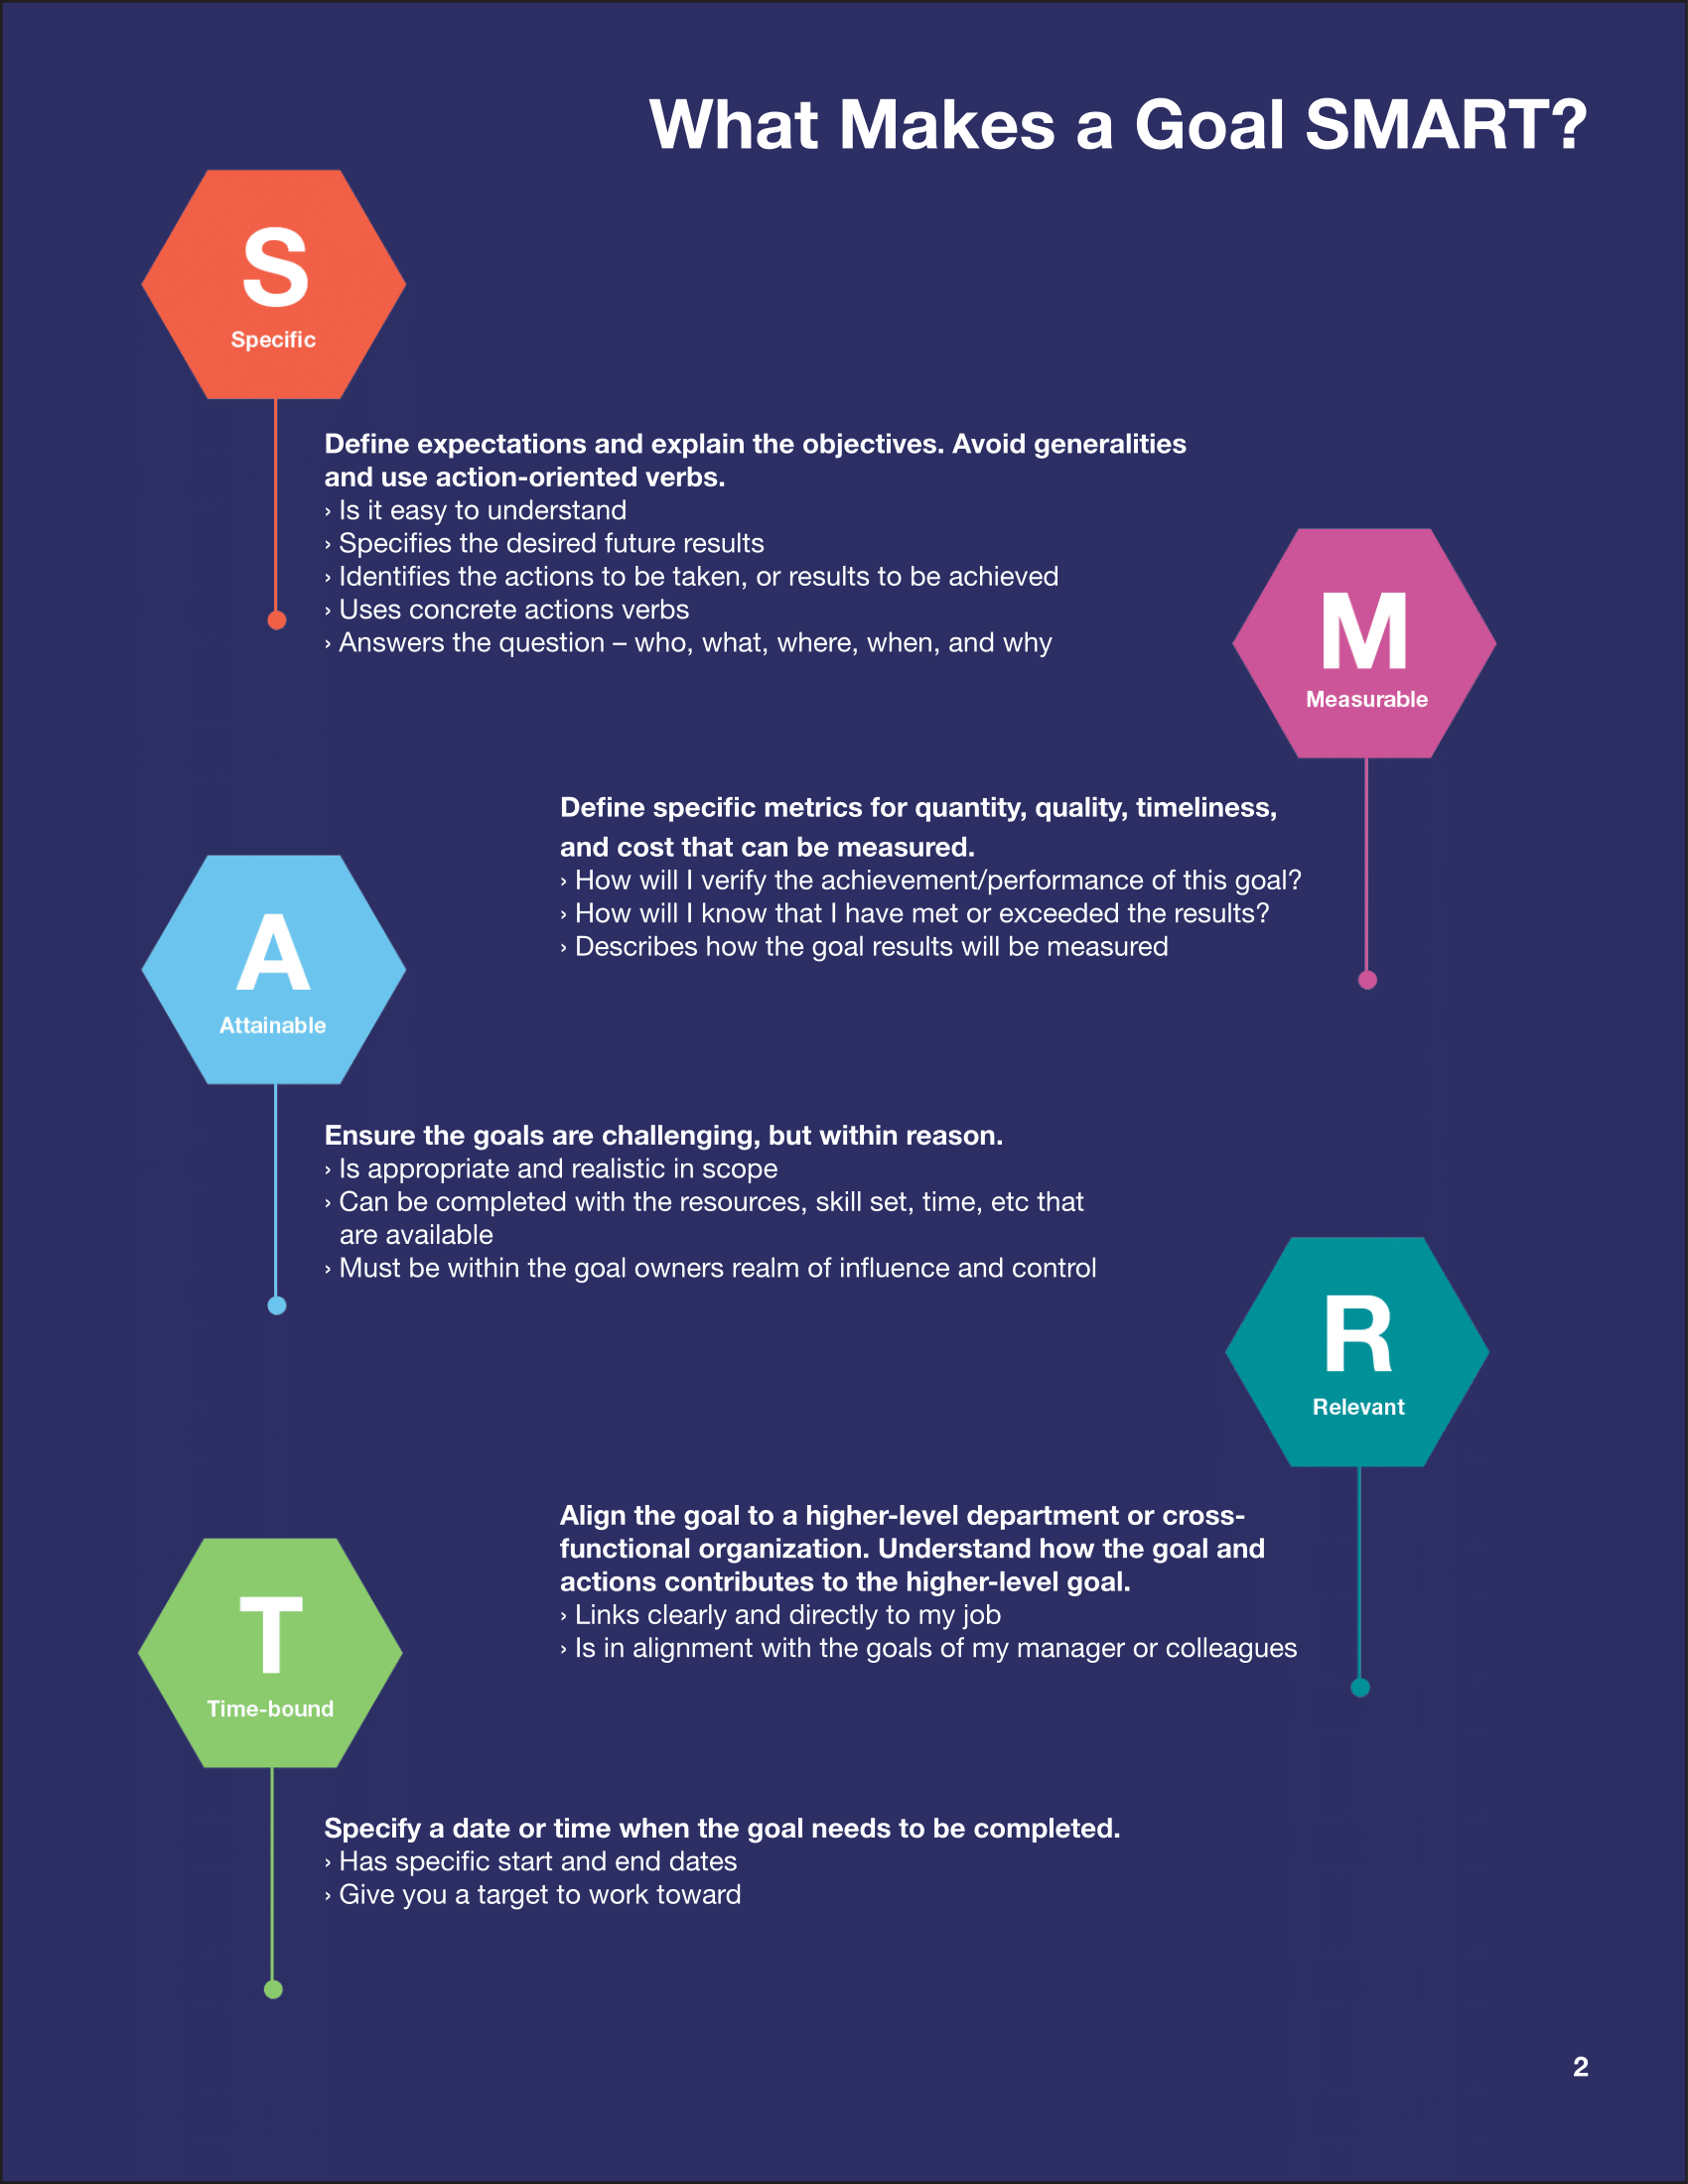 What Makes a Goal SMART?
S
Specific
Define expectations and explain the objectives. Avoid generalities
and use action-oriented verbs.
› Is it easy to understand
› Specifies the desired future results
› Identifies the actions to be taken, or results to be achieved
› Uses concrete actions verbs
› Answers the question – who, what, where, when, and why
M
Measurable
Define specific metrics for quantity, quality, timeliness,
and cost that can be measured.
› How will I verify the achievement/performance of this goal?
› How will I know that I have met or exceeded the results?
› Describes how the goal results will be measured
A
Attainable
Ensure the goals are challenging, but within reason.
› Is appropriate and realistic in scope
› Can be completed with the resources, skill set, time, etc that
are available
› Must be within the goal owners realm of influence and control
R
Relevant
Align the goal to a higher-level department or cross-
functional organization. Understand how the goal and
actions contributes to the higher-level goal.
› Links clearly and directly to my job
› Is in alignment with the goals of my manager or colleagues
T
Time-bound
Specify a date or time when the goal needs to be completed.
› Has specific start and end dates
› Give you a target to work toward
2